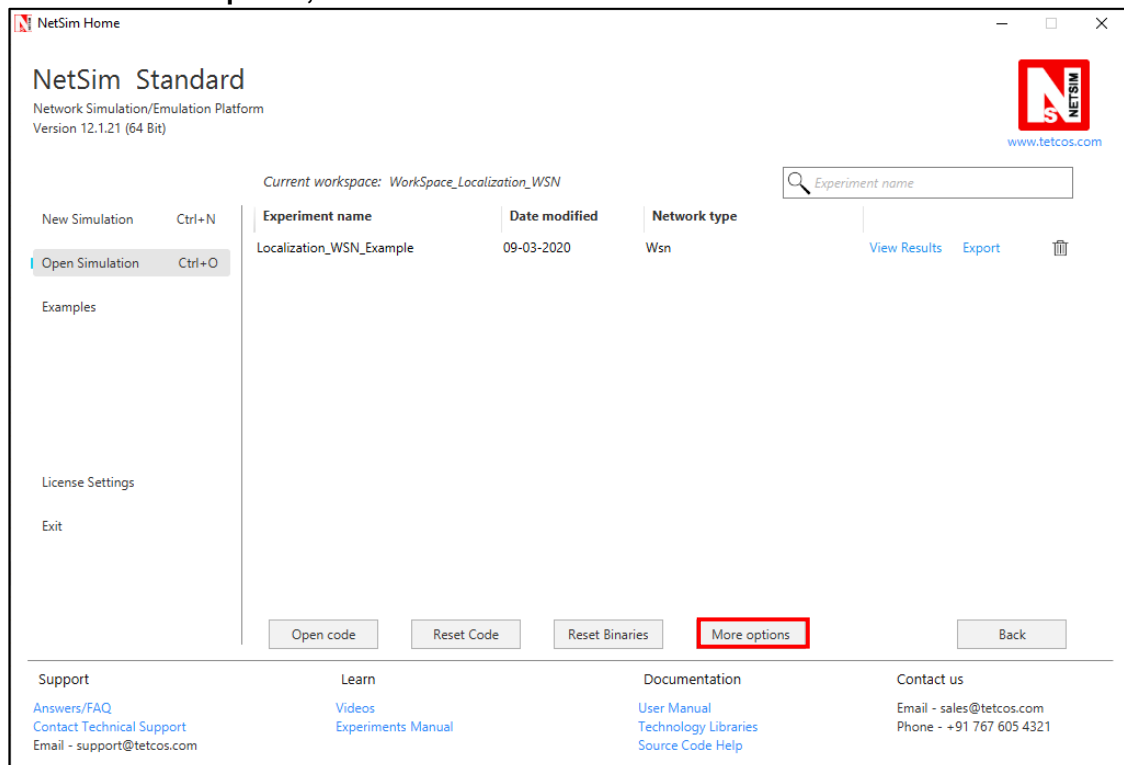 NetSim Home
NetSim Standard
Network Simulation/Emulation Platform
Version 12.1.21 (64 Bit)
NETSIM
www.tetcos.com
Current workspace: WorkSpace_Localization_WSN
Experiment name
New Simulation Ctrl+N
Experiment name Date modified Network type
Localization_WSN_Example 09-03-2020 Wsn View Results Export
Open Simulation Ctrl+O
Examples
License Settings
Exit
Open code Reset Code Reset Binaries More options Back
Support Learn Documentation Contact us
Answers/FAQ Videos User Manual Email - sales@tetcos.com
Contact Technical Support Experiments Manual Technology Libraries Phone - +91 767 605 4321
Email - support@tetcos.com Source Code Help